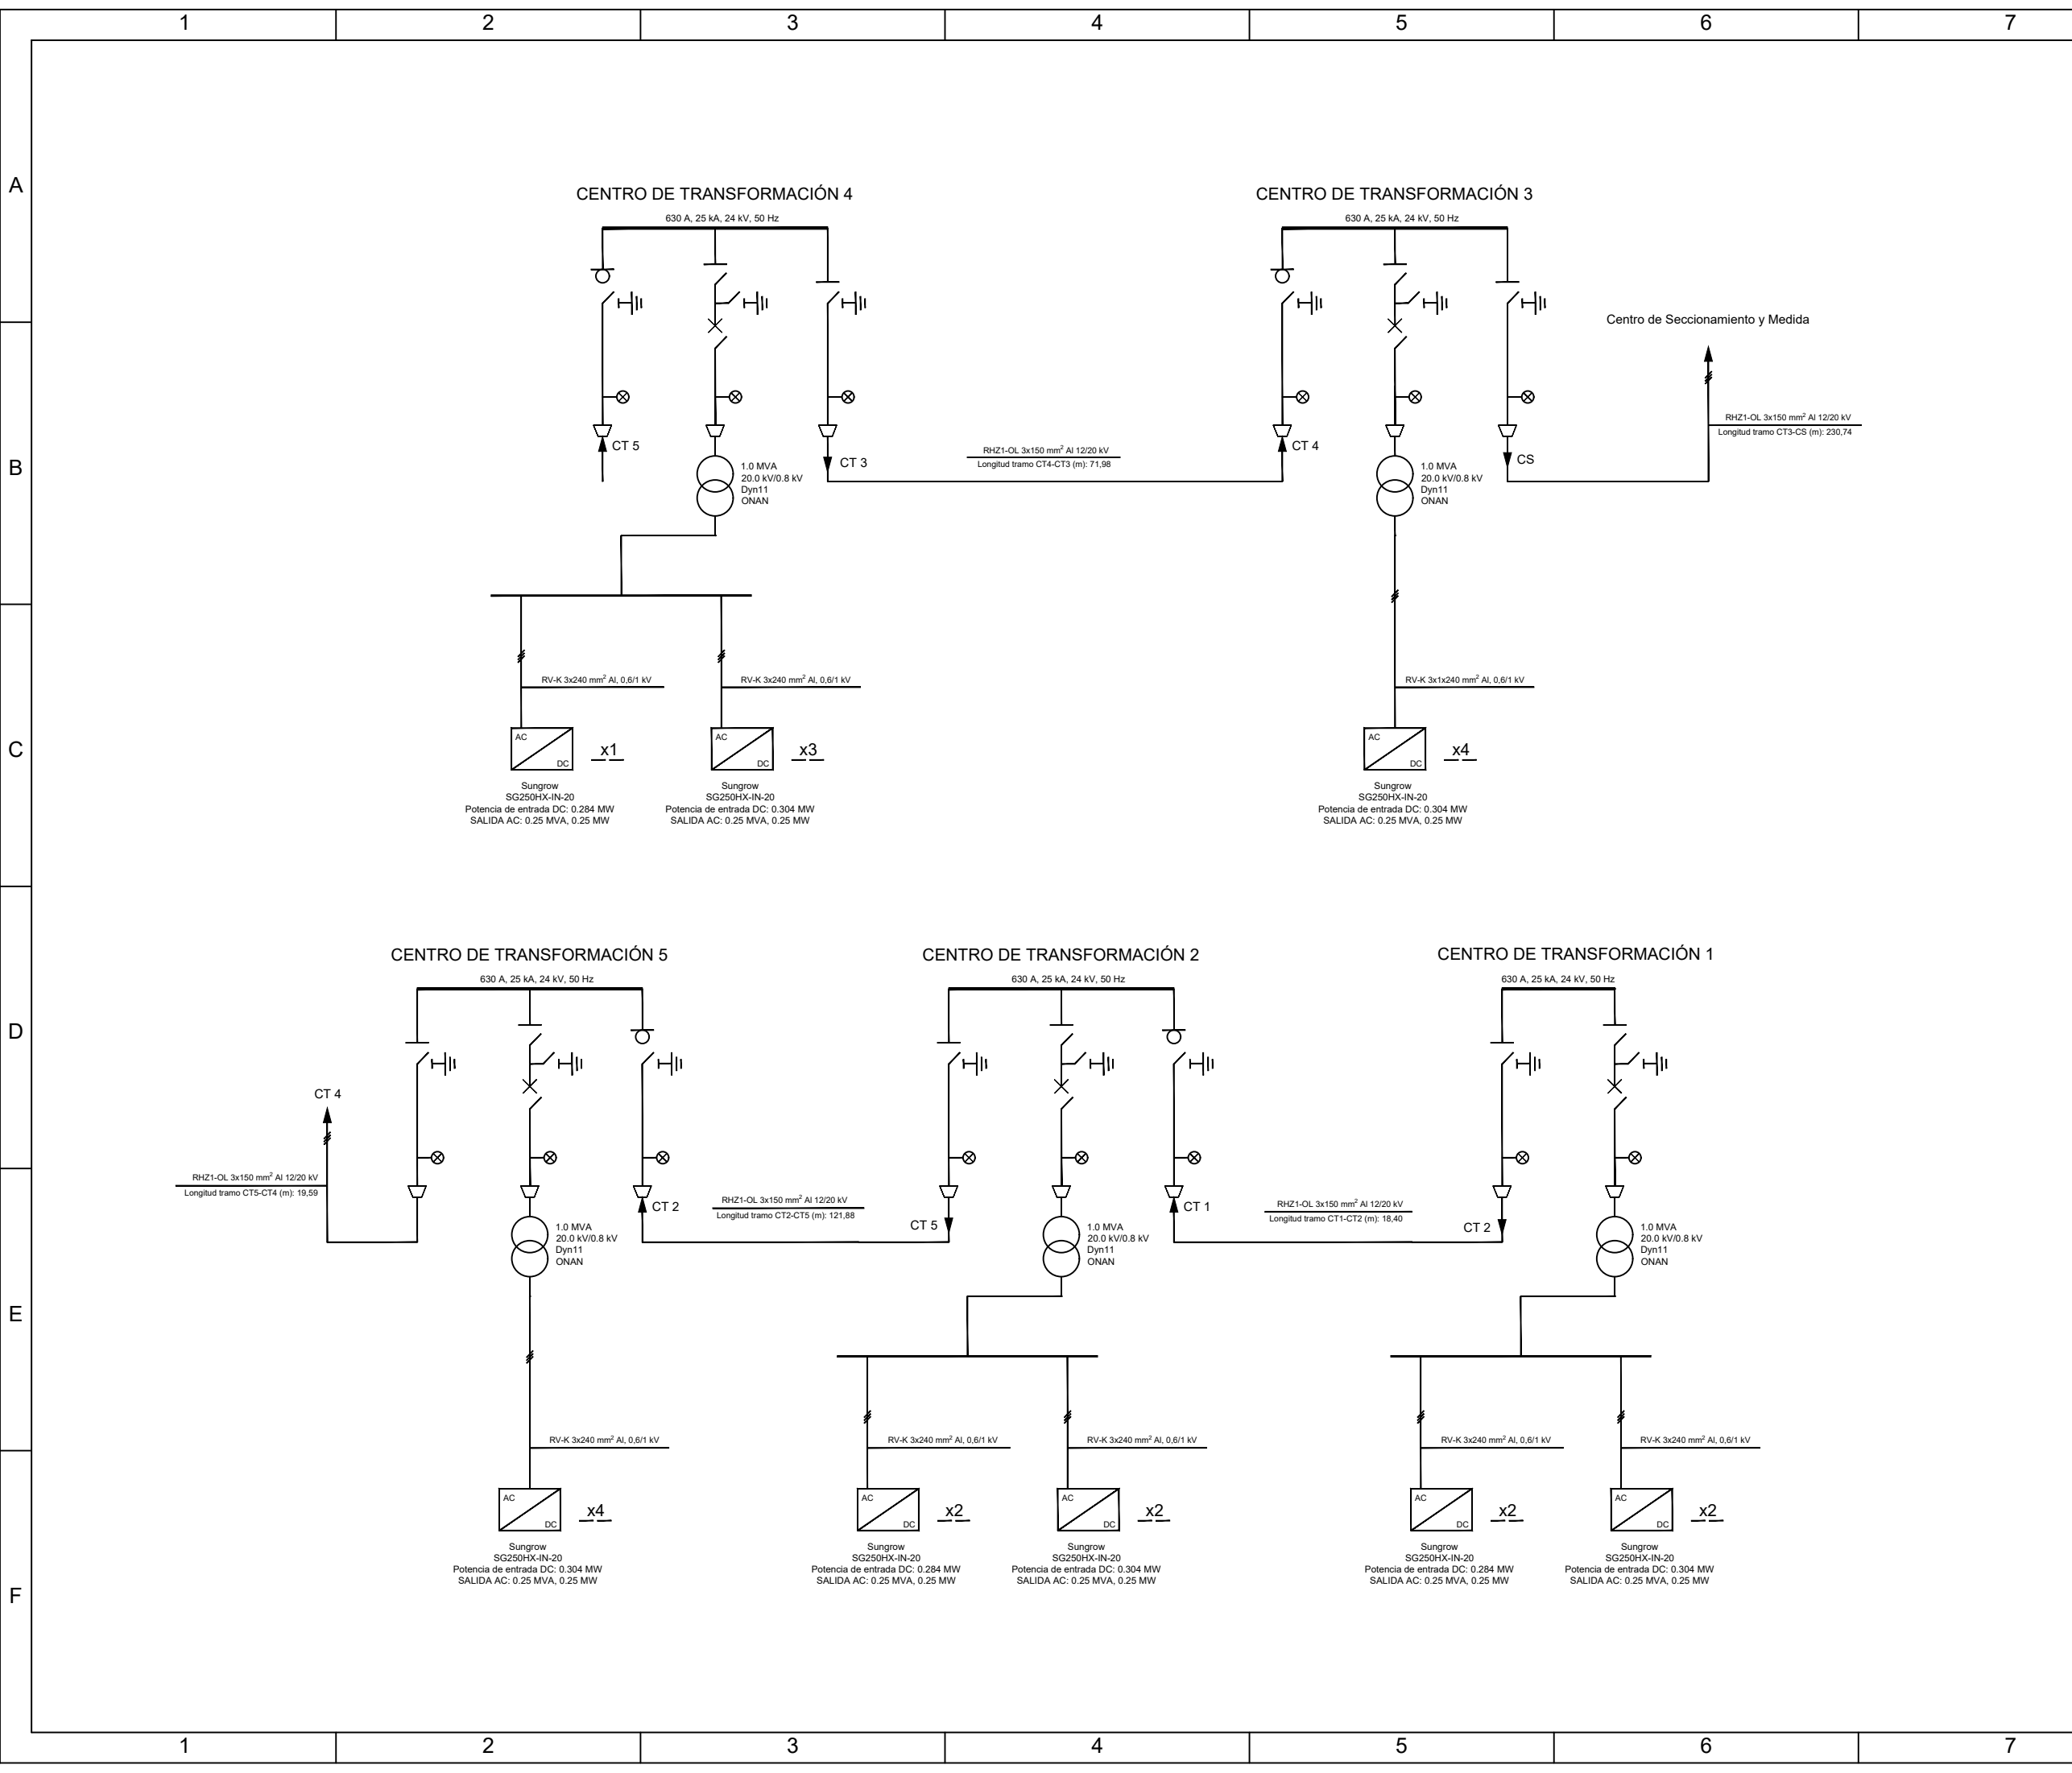 1 2 3 4 5 6 7
A
CENTRO DE TRANSFORMACIÓN 4
630 A, 25 kA, 24 kV, 50 Hz
CT 5
1.0 MVA
20.0 kV/0.8 kV
Dyn11
ONAN
CT 3
RHZ1-OL 3x150 mm² Al 12/20 kV
Longitud tramo CT4-CT3 (m): 71,98
RV-K 3x240 mm² Al, 0,6/1 kV
AC
DC
x1
Sungrow
SG250HX-IN-20
Potencia de entrada DC: 0.284 MW
SALIDA AC: 0.25 MVA, 0.25 MW
RV-K 3x240 mm² Al, 0,6/1 kV
AC
DC
x3
Sungrow
SG250HX-IN-20
Potencia de entrada DC: 0.304 MW
SALIDA AC: 0.25 MVA, 0.25 MW
CENTRO DE TRANSFORMACIÓN 3
630 A, 25 kA, 24 kV, 50 Hz
CT 4
1.0 MVA
20.0 kV/0.8 kV
Dyn11
ONAN
CS
Centro de Seccionamiento y Medida
RHZ1-OL 3x150 mm² Al 12/20 kV
Longitud tramo CT3-CS (m): 230,74
RV-K 3x1x240 mm² Al, 0,6/1 kV
AC
DC
x4
Sungrow
SG250HX-IN-20
Potencia de entrada DC: 0.304 MW
SALIDA AC: 0.25 MVA, 0.25 MW
B
C
D
CENTRO DE TRANSFORMACIÓN 5
630 A, 25 kA, 24 kV, 50 Hz
CT 4
RHZ1-OL 3x150 mm² Al 12/20 kV
Longitud tramo CT5-CT4 (m): 19,59
1.0 MVA
20.0 kV/0.8 kV
Dyn11
ONAN
CT 2
RHZ1-OL 3x150 mm² Al 12/20 kV
Longitud tramo CT2-CT5 (m): 121,88
RV-K 3x240 mm² Al, 0,6/1 kV
AC
DC
x4
Sungrow
SG250HX-IN-20
Potencia de entrada DC: 0.304 MW
SALIDA AC: 0.25 MVA, 0.25 MW
CENTRO DE TRANSFORMACIÓN 2
630 A, 25 kA, 24 kV, 50 Hz
CT 5
1.0 MVA
20.0 kV/0.8 kV
Dyn11
ONAN
CT 1
RHZ1-OL 3x150 mm² Al 12/20 kV
Longitud tramo CT1-CT2 (m): 18,40
RV-K 3x240 mm² Al, 0,6/1 kV
AC
DC
x2
Sungrow
SG250HX-IN-20
Potencia de entrada DC: 0.284 MW
SALIDA AC: 0.25 MVA, 0.25 MW
RV-K 3x240 mm² Al, 0,6/1 kV
AC
DC
x2
Sungrow
SG250HX-IN-20
Potencia de entrada DC: 0.304 MW
SALIDA AC: 0.25 MVA, 0.25 MW
CENTRO DE TRANSFORMACIÓN 1
630 A, 25 kA, 24 kV, 50 Hz
CT 2
1.0 MVA
20.0 kV/0.8 kV
Dyn11
ONAN
RV-K 3x240 mm² Al, 0,6/1 kV
AC
DC
x2
Sungrow
SG250HX-IN-20
Potencia de entrada DC: 0.284 MW
SALIDA AC: 0.25 MVA, 0.25 MW
RV-K 3x240 mm² Al, 0,6/1 kV
AC
DC
x2
Sungrow
SG250HX-IN-20
Potencia de entrada DC: 0.304 MW
SALIDA AC: 0.25 MVA, 0.25 MW
E
F
1 2 3 4 5 6 7